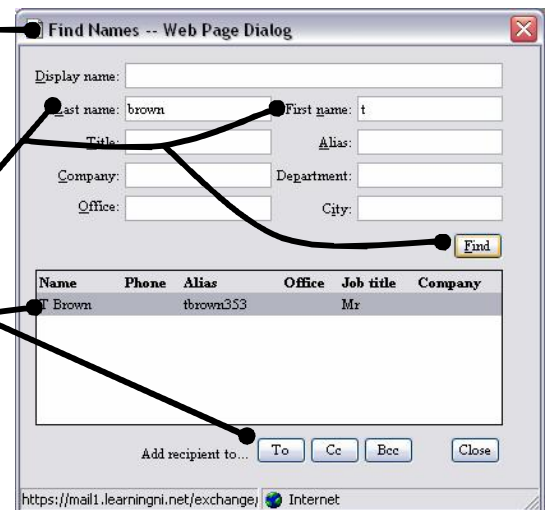 Find Names -- Web Page Dialog
Display name:
Last name: brown First name: t
Title: Alias:
Company: Department:
Office: City:
Find
Name Phone Alias Office Job title Company
T Brown tbrown353 Mr
Add recipient to... To Cc Bcc Close
https://mail1.learningni.net/exchange/ Internet